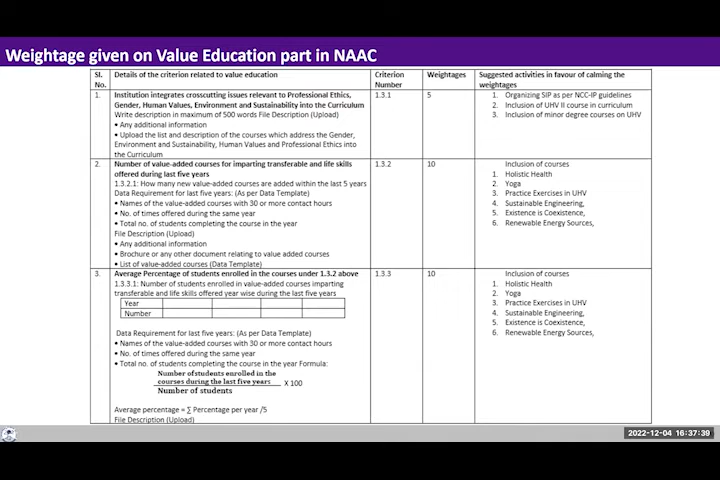 Weightage given on Value Education part in NAAC
Sl. No.
Details of the criterion related to value education
Criterion Number
Weightages
Suggested activities in favour of calming the weightages
1.
Institution integrates crosscutting issues relevant to Professional Ethics,
Gender, Human Values, Environment and Sustainability into the Curriculum
Write description in maximum of 500 words File Description (Upload)
• Any additional information
• Upload the list and description of the courses which address the Gender,
Environment and Sustainability, Human Values and Professional Ethics into
the Curriculum
1.3.1
5
1. Organizing SIP as per NCC-IP guidelines
2. Inclusion of UHV II course in curriculum
3. Inclusion of minor degree courses on UHV
2.
Number of value-added courses for imparting transferable and life skills
offered during last five years
1.3.2.1: How many new value-added courses are added within the last 5 years
Data Requirement for last five years: (As per Data Template)
• Names of the value-added courses with 30 or more contact hours
• No. of times offered during the same year
• Total no. of students completing the course in the year
File Description (Upload)
• Any additional information
• Brochure or any other document relating to value added courses
• List of value-added courses (Data Template)
1.3.2
10
Inclusion of courses
1. Holistic Health
2. Yoga
3. Practice Exercises in UHV
4. Sustainable Engineering,
5. Existence is Coexistence,
6. Renewable Energy Sources,
3.
Average Percentage of students enrolled in the courses under 1.3.2 above
1.3.3.1: Number of students enrolled in value-added courses imparting
transferable and life skills offered year wise during the last five years
Year
Number
Data Requirement for last five years: (As per Data Template)
• Names of the value-added courses with 30 or more contact hours
• No. of times offered during the same year
• Total no. of students completing the course in the year Formula:
Number of students enrolled in the
courses during the last five years
X 100
Number of students
Average percentage = ∑ Percentage per year /5
File Description (Upload)
1.3.3
10
Inclusion of courses
1. Holistic Health
2. Yoga
3. Practice Exercises in UHV
4. Sustainable Engineering,
5. Existence is Coexistence,
6. Renewable Energy Sources,
2022-12-04 16:37:39